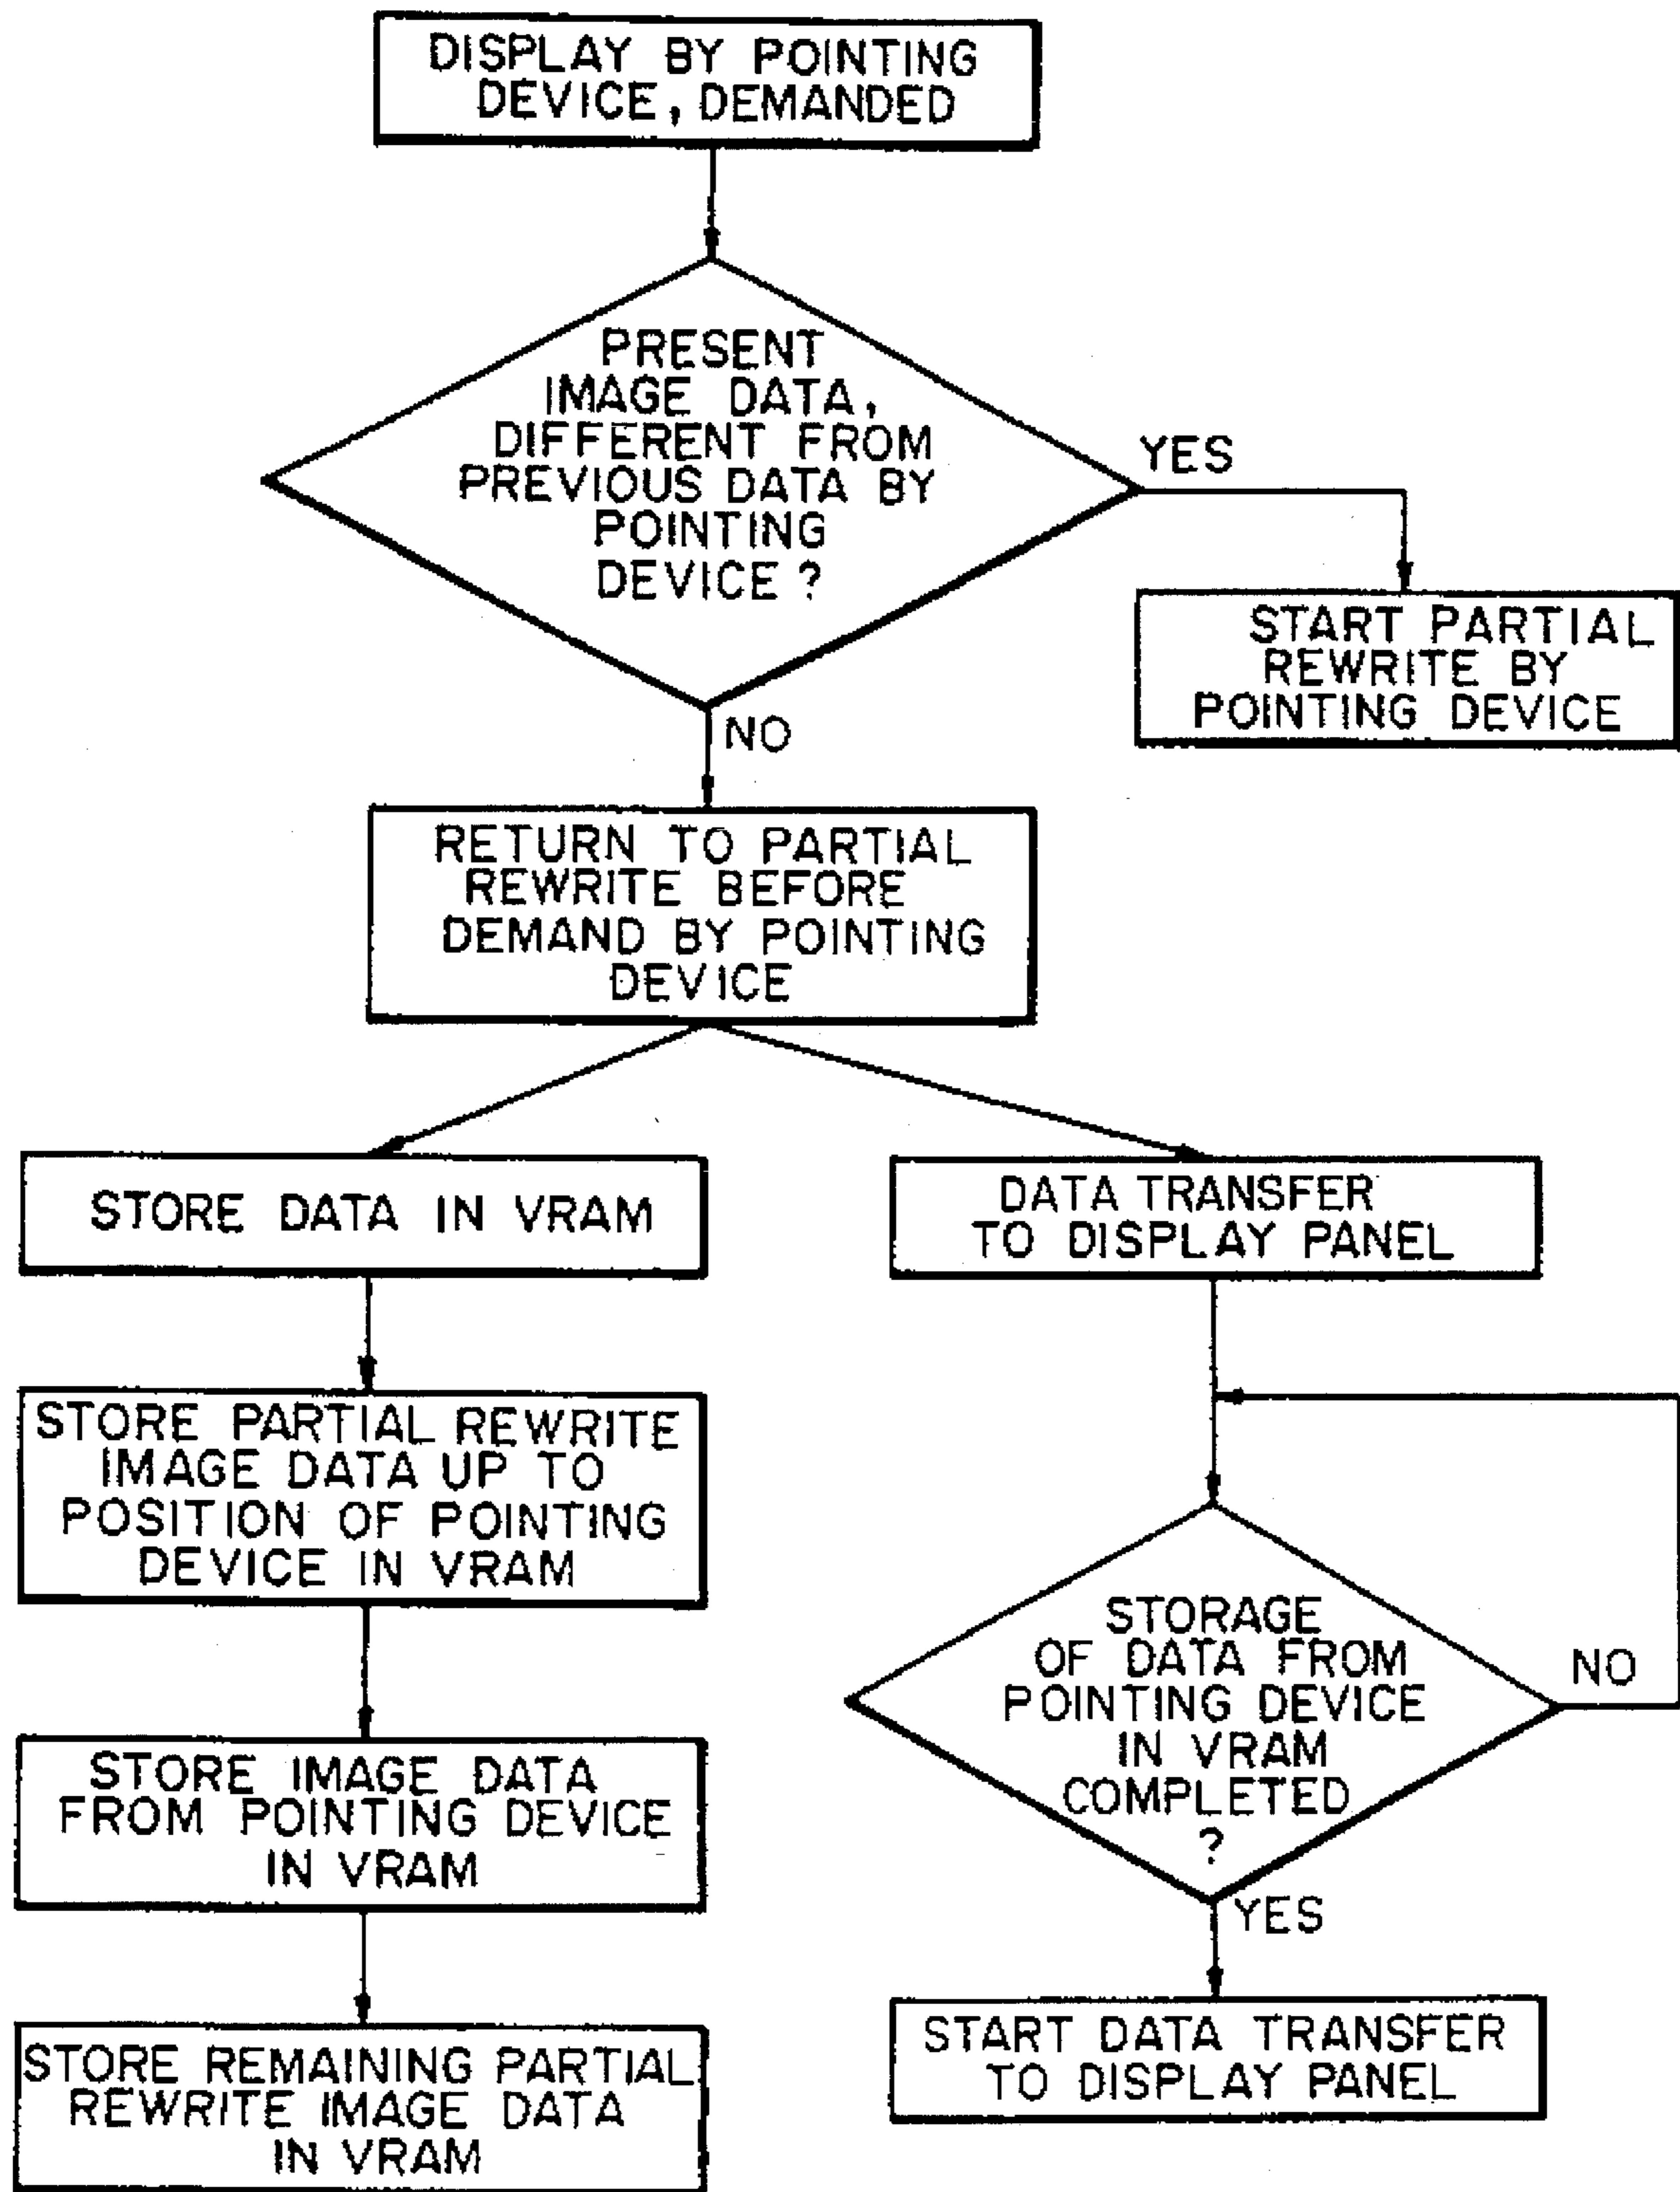 DISPLAY BY POINTING
DEVICE, DEMANDED
PRESENT
IMAGE DATA,
DIFFERENT FROM
PREVIOUS DATA BY
POINTING
DEVICE ?
YES
START PARTIAL
REWRITE BY
POINTING DEVICE
NO
RETURN TO PARTIAL
REWRITE BEFORE
DEMAND BY POINTING
DEVICE
STORE DATA IN VRAM
STORE PARTIAL REWRITE
IMAGE DATA UP TO
POSITION OF POINTING
DEVICE IN VRAM
STORE IMAGE DATA
FROM POINTING DEVICE
IN VRAM
STORE REMAINING PARTIAL
REWRITE IMAGE DATA
IN VRAM
DATA TRANSFER
TO DISPLAY PANEL
STORAGE
OF DATA FROM
POINTING DEVICE
IN VRAM
COMPLETED
?
NO
YES
START DATA TRANSFER
TO DISPLAY PANEL